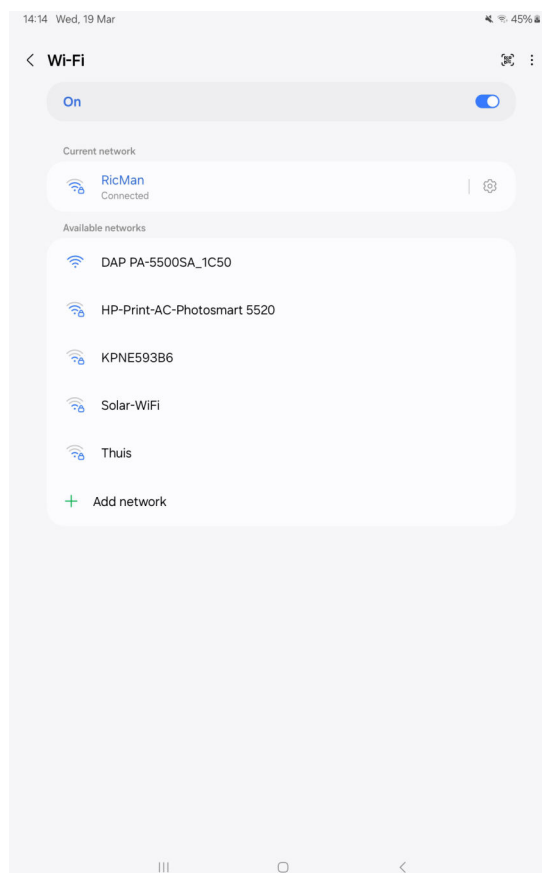 14:14 Wed, 19 Mar 45%
Wi-Fi
On
Current network
RicMan
Connected
Available networks
DAP PA-5500SA_1C50
HP-Print-AC-Photosmart 5520
KPNE593B6
Solar-WiFi
Thuis
Add network